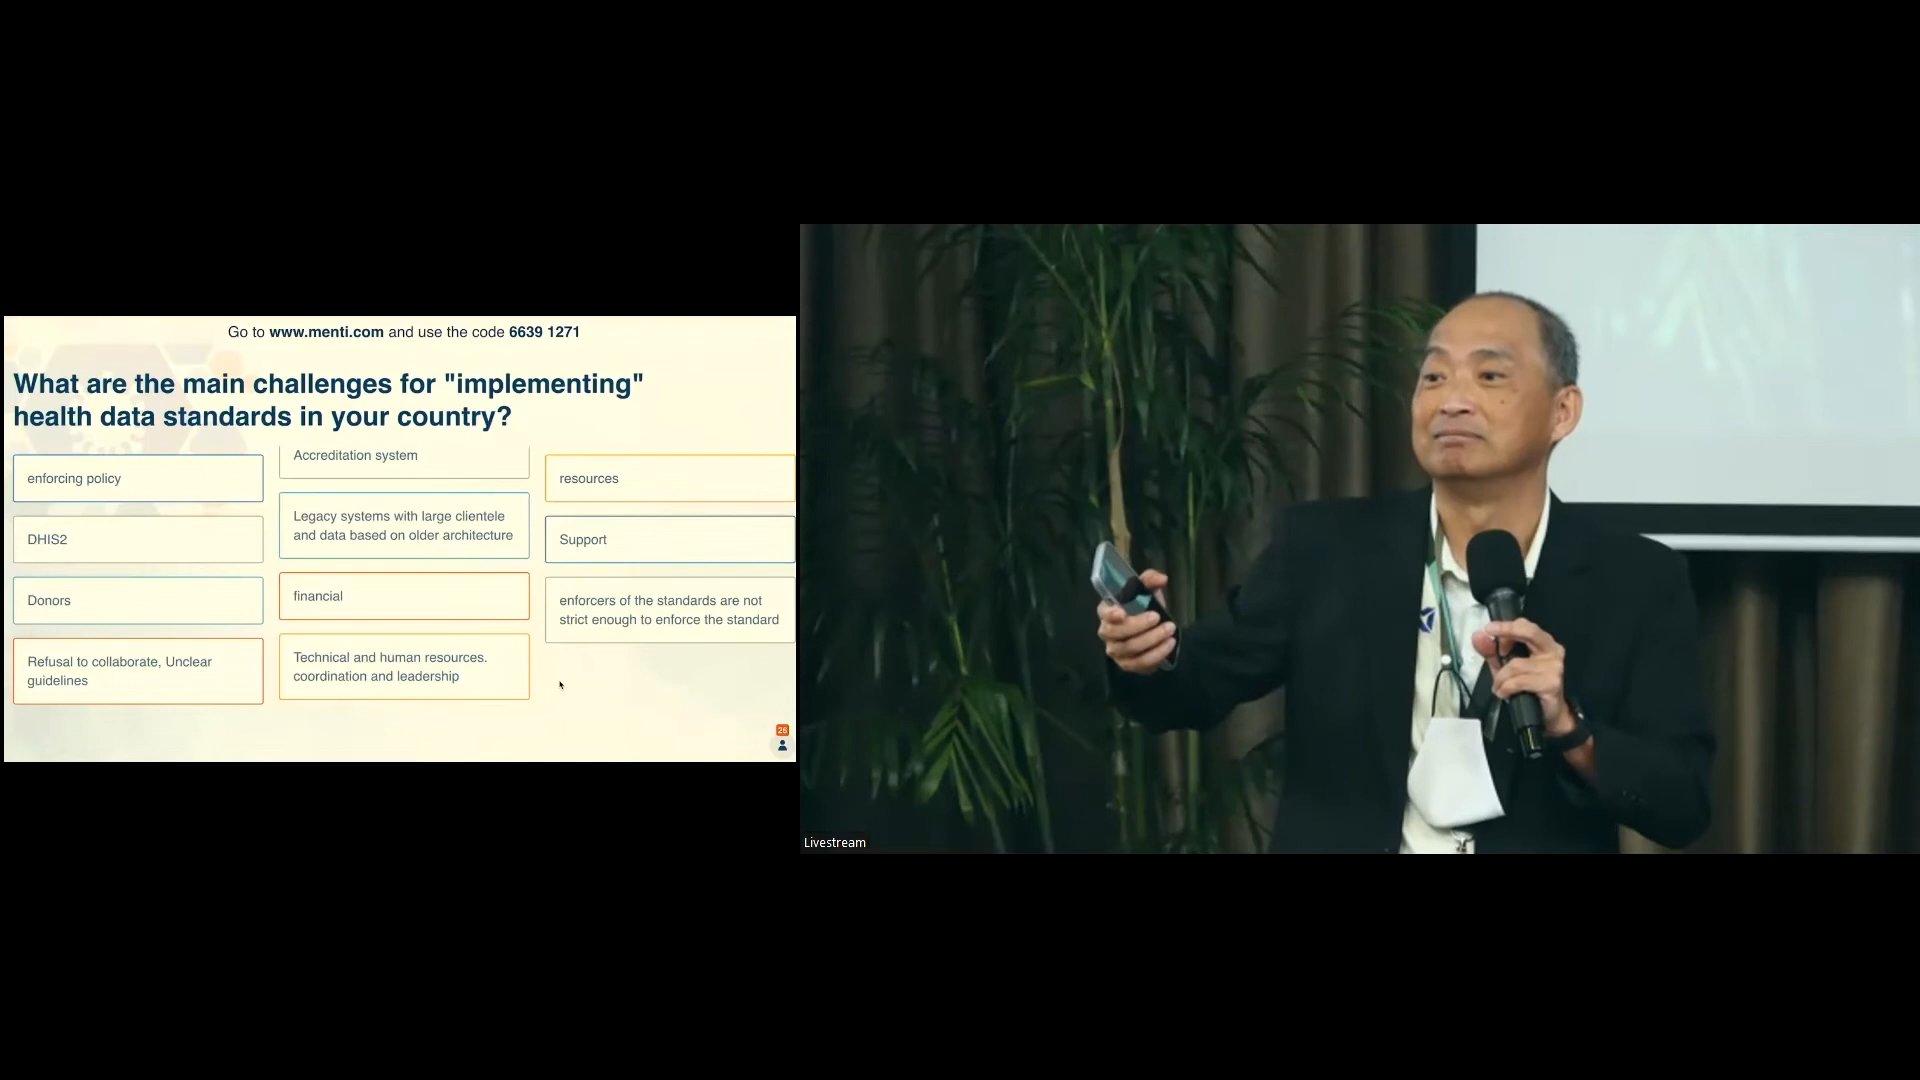 Go to www.menti.com and use the code 6639 1271
What are the main challenges for "implementing"
health data standards in your country?
enforcing policy
DHIS2
Donors
Refusal to collaborate, Unclear
guidelines
Accreditation system
Legacy systems with large clientele
and data based on older architecture
financial
Technical and human resources.
coordination and leadership
resources
Support
enforcers of the standards are not
strict enough to enforce the standard
26
Livestream